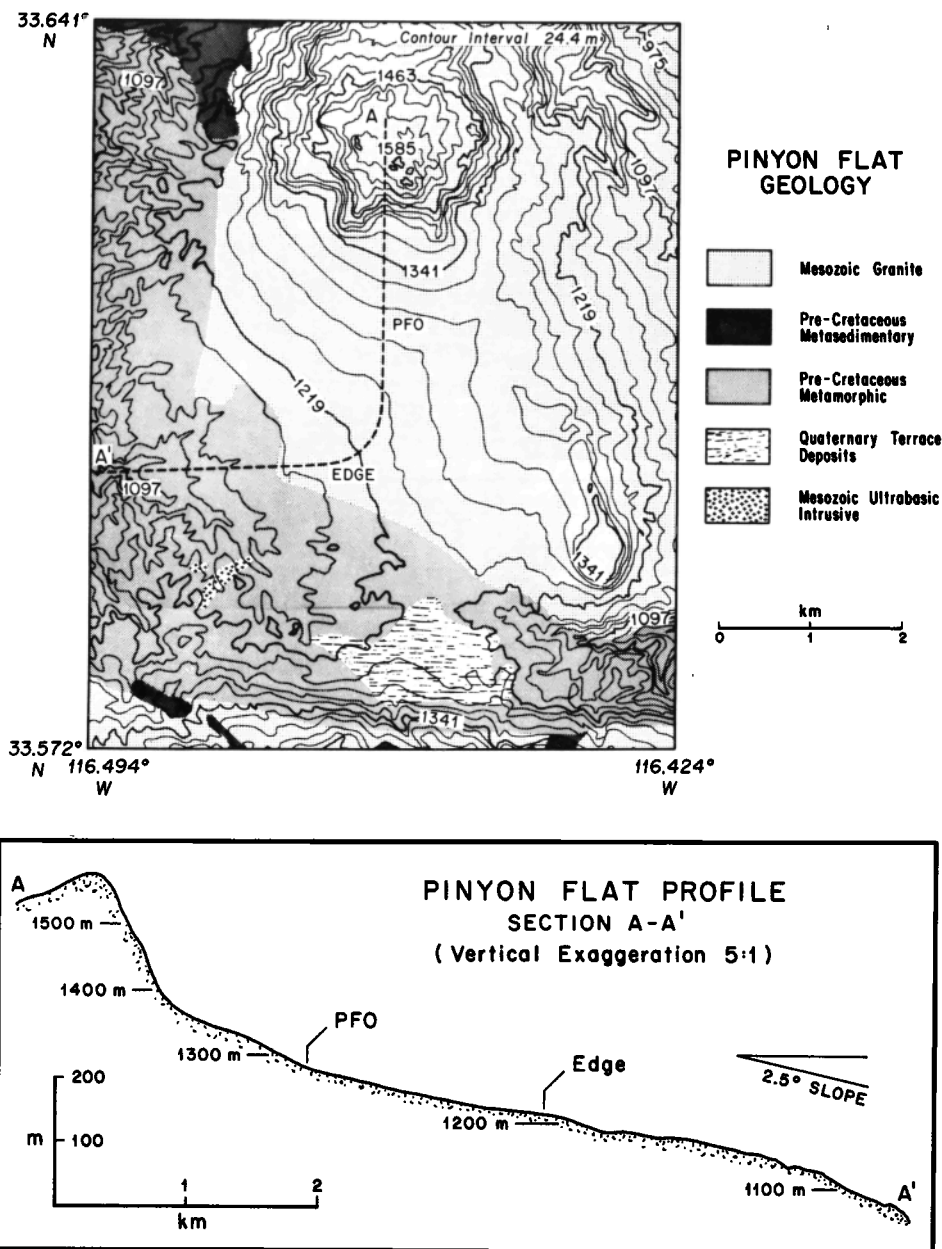 33.641°
N
Contour Interval 24.4 m
975
1097
1463
A
1585
1097
1341
PFO
1219
1219
A'
1097
EDGE
1341
1097
1341
33.572°
N
116.494°
W
116.424°
W
PINYON FLAT
GEOLOGY
Mesozoic Granite
Pre-Cretaceous
Metasedimentary
Pre-Cretaceous
Metamorphic
Quaternary Terrace
Deposits
Mesozoic Ultrabasic
Intrusive
km
0 1 2
A
PINYON FLAT PROFILE
SECTION A-A'
(Vertical Exaggeration 5:1)
1500 m
1400 m
PFO
1300 m
Edge
2.5° SLOPE
200
1200 m
m
100
1100 m
A'
1 2
km